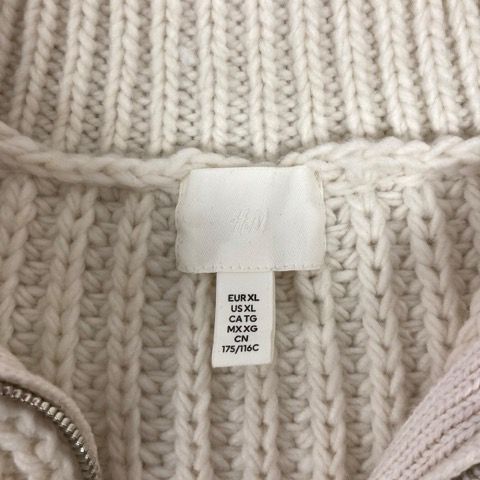 H&M
EUR XL
US XL
CA TG
MX XG
CN
175/116C